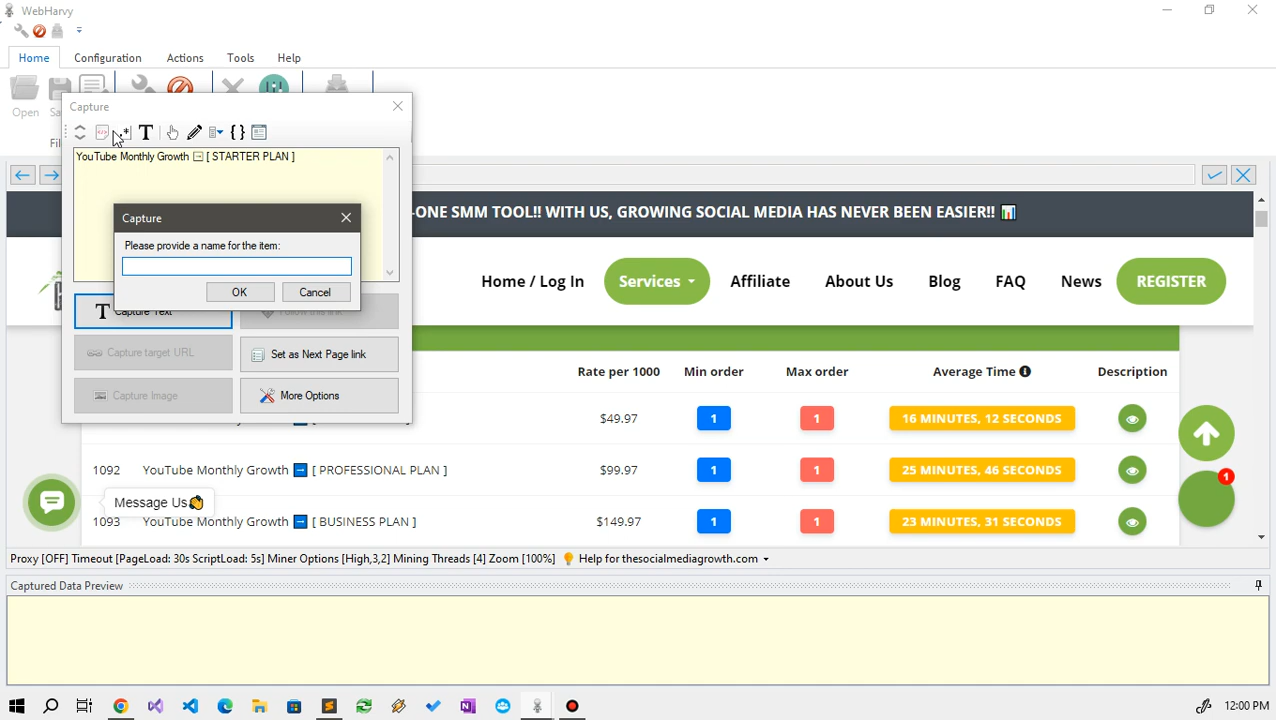 WebHarvy
Home Configuration Actions Tools Help
Open
Capture
YouTube Monthly Growth → [ STARTER PLAN ]
Capture
Please provide a name for the item:
OK Cancel
Capture Text Follow this link
Capture target URL Set as Next Page link
Capture Image More Options
-ONE SMM TOOL!! WITH US, GROWING SOCIAL MEDIA HAS NEVER BEEN EASIER!! 📊
Home / Log In Services Affiliate About Us Blog FAQ News REGISTER
Rate per 1000 Min order Max order Average Time Description
$49.97 1 1 16 MINUTES, 12 SECONDS
1092 YouTube Monthly Growth ➡ [ PROFESSIONAL PLAN ] $99.97 1 1 25 MINUTES, 46 SECONDS
Message Us👋
1
1093 YouTube Monthly Growth ➡ [ BUSINESS PLAN ] $149.97 1 1 23 MINUTES, 31 SECONDS
Proxy [OFF] Timeout [PageLoad: 30s ScriptLoad: 5s] Miner Options [High,3,2] Mining Threads [4] Zoom [100%] Help for thesocialmediagrowth.com
Captured Data Preview
12:00 PM